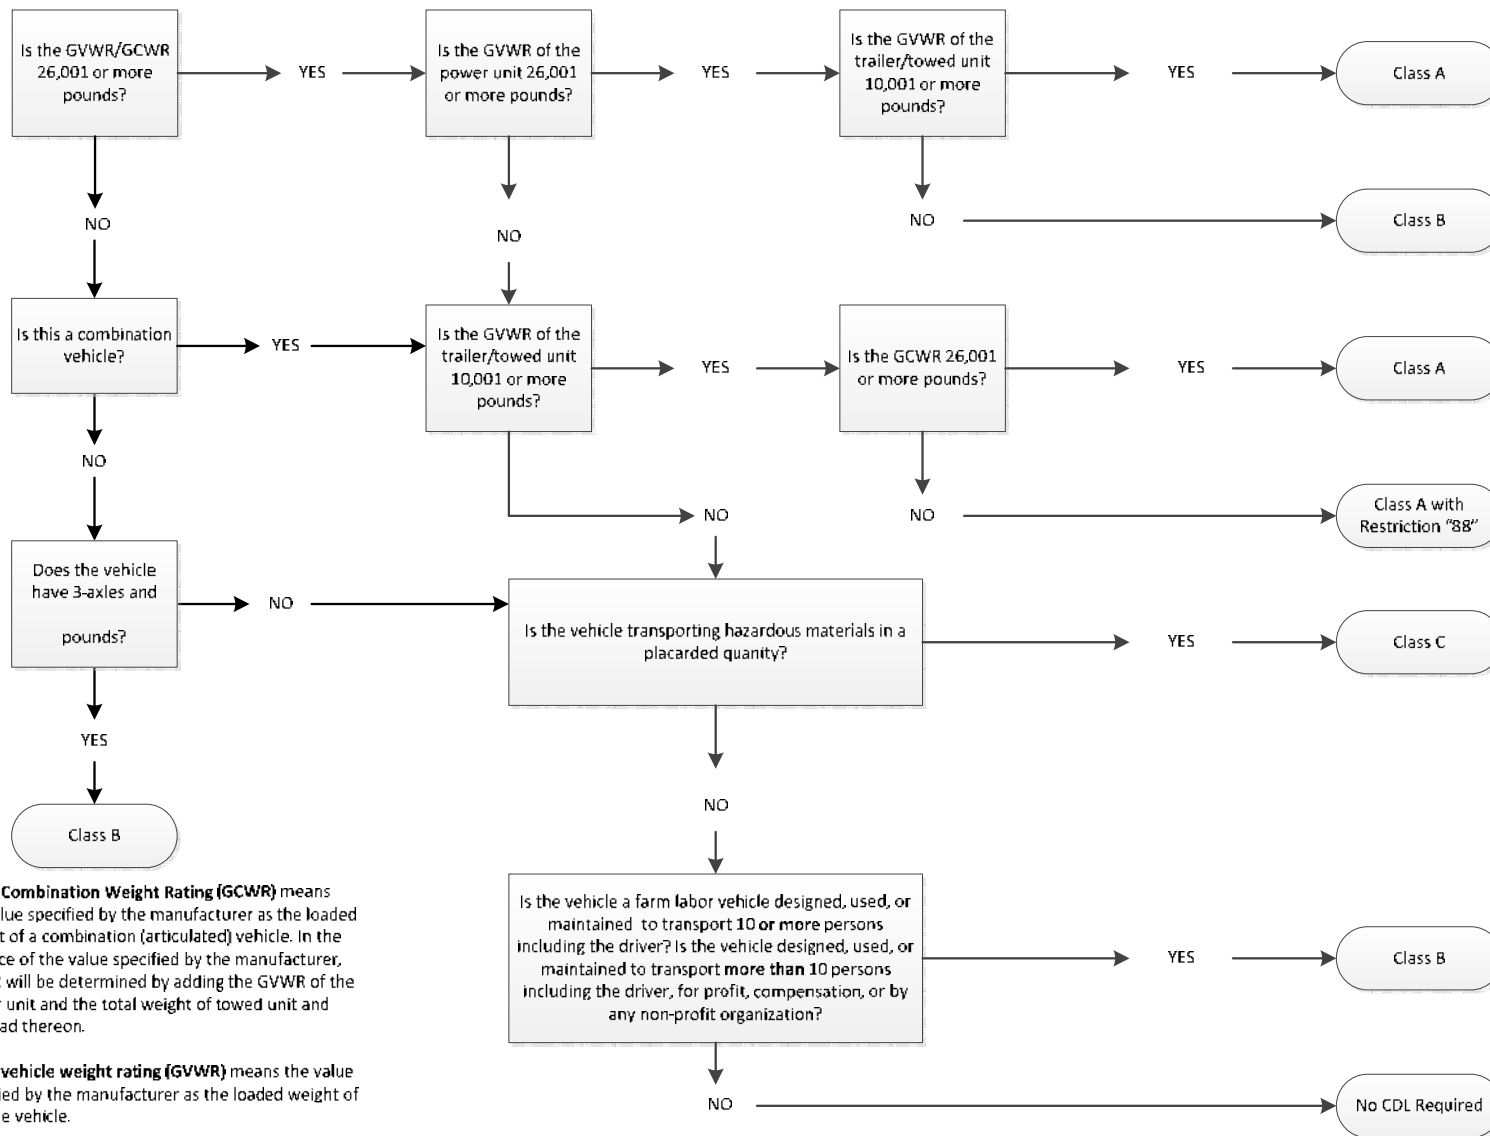 Is the GVWR/GCWR
26,001 or more
pounds?
YES
Is the GVWR of the
power unit 26,001
or more pounds?
YES
Is the GVWR of the
trailer/towed unit
10,001 or more
pounds?
YES
Class A
NO
NO
NO
Class B
Is this a combination
vehicle?
YES
Is the GVWR of the
trailer/towed unit
10,001 or more
pounds?
YES
Is the GCWR 26,001
or more pounds?
YES
Class A
NO
NO
NO
Class A with
Restriction "88"
Does the vehicle
have 3-axles and
pounds?
NO
Is the vehicle transporting hazardous materials in a
placarded quanity?
YES
Class C
YES
NO
Class B
Is the vehicle a farm labor vehicle designed, used, or
maintained to transport 10 or more persons
including the driver? Is the vehicle designed, used, or
maintained to transport more than 10 persons
including the driver, for profit, compensation, or by
any non-profit organization?
YES
Class B
NO
No CDL Required
Combination Weight Rating (GCWR) means
lue specified by the manufacturer as the loaded
t of a combination (articulated) vehicle. In the
ce of the value specified by the manufacturer,
will be determined by adding the GVWR of the
r unit and the total weight of towed unit and
ad thereon.
vehicle weight rating (GVWR) means the value
ied by the manufacturer as the loaded weight of
e vehicle.